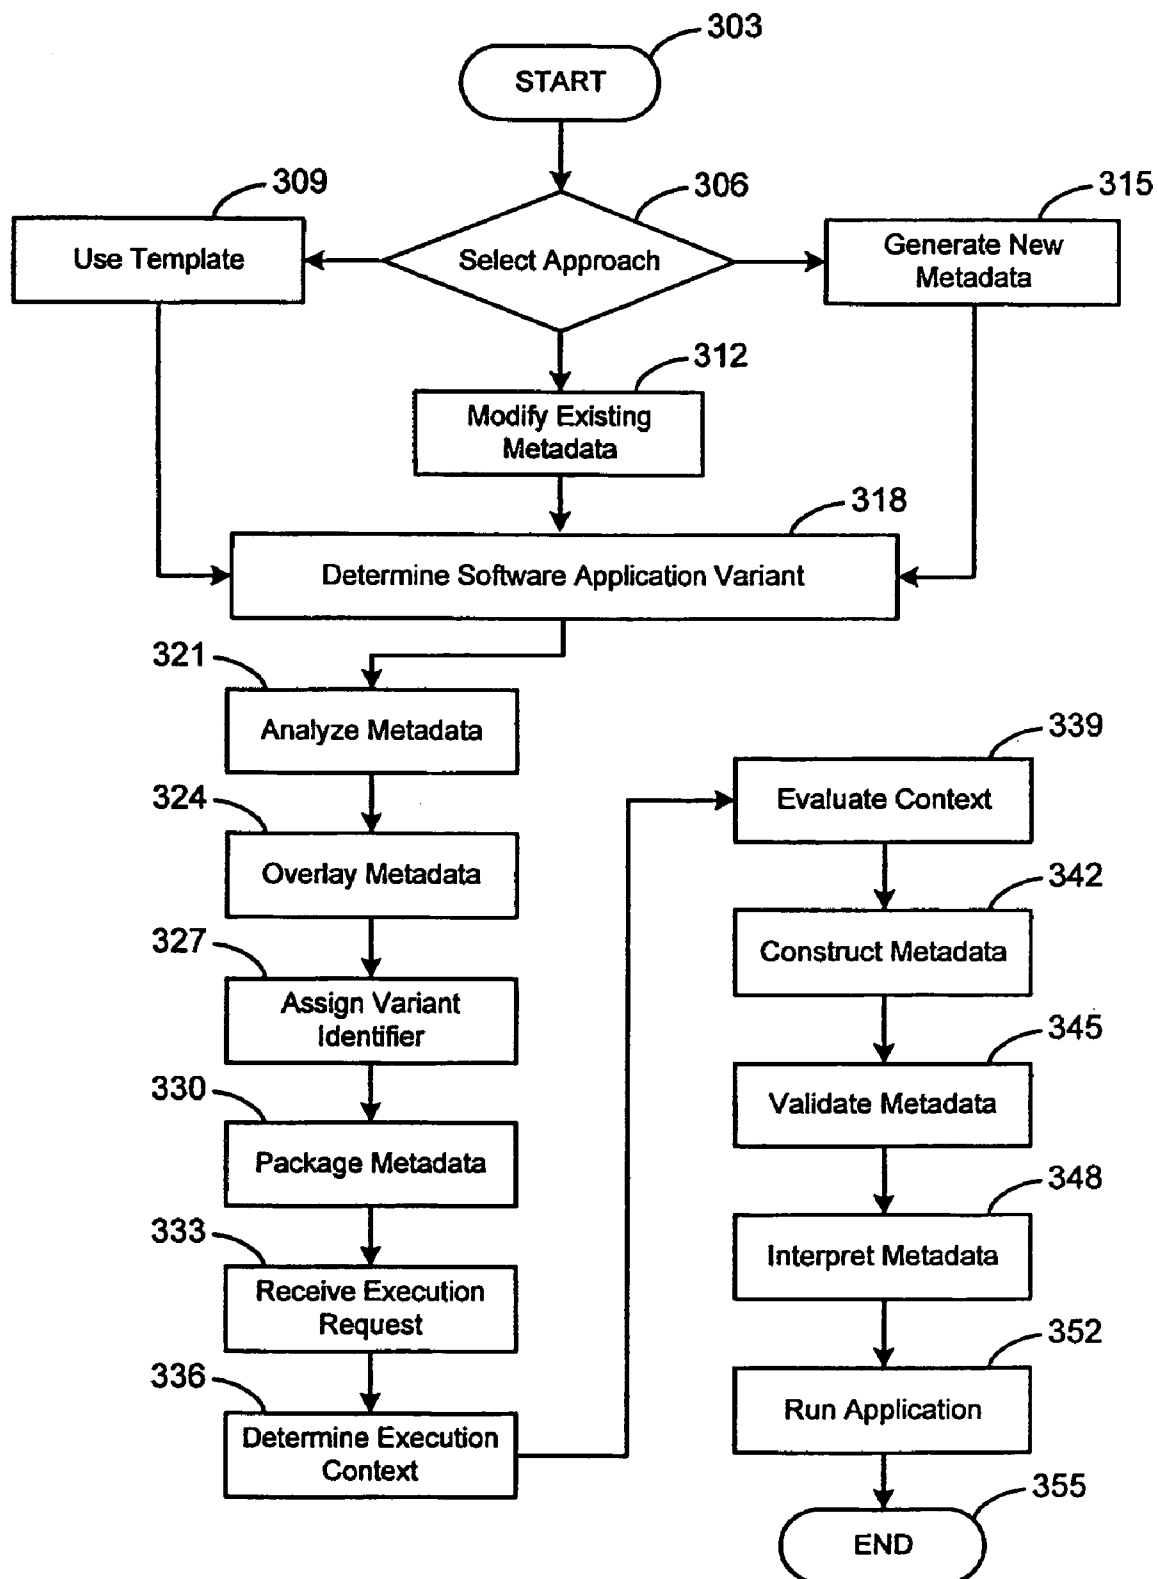 303
START
306
Select Approach
309
Use Template
315
Generate New
Metadata
312
Modify Existing
Metadata
318
Determine Software Application Variant
321
Analyze Metadata
324
Overlay Metadata
327
Assign Variant
Identifier
330
Package Metadata
333
Receive Execution
Request
336
Determine Execution
Context
339
Evaluate Context
342
Construct Metadata
345
Validate Metadata
348
Interpret Metadata
352
Run Application
355
END